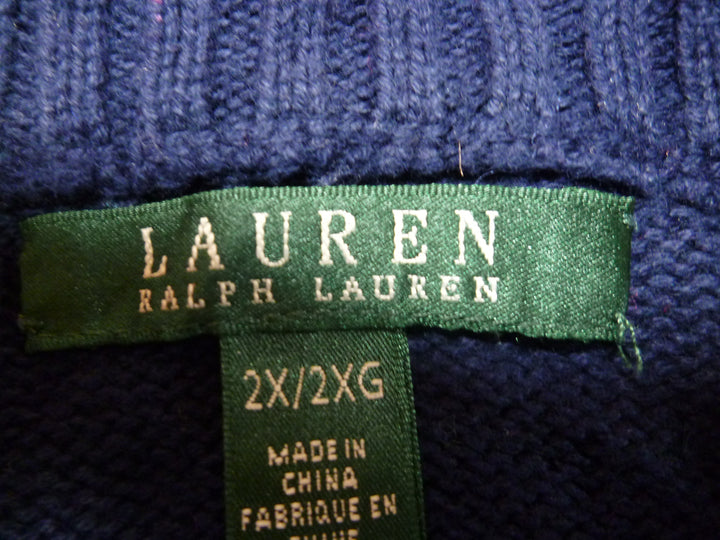 LAUREN
RALPH LAUREN
2X/2XG
MADE IN
CHINA
FABRIQUE EN